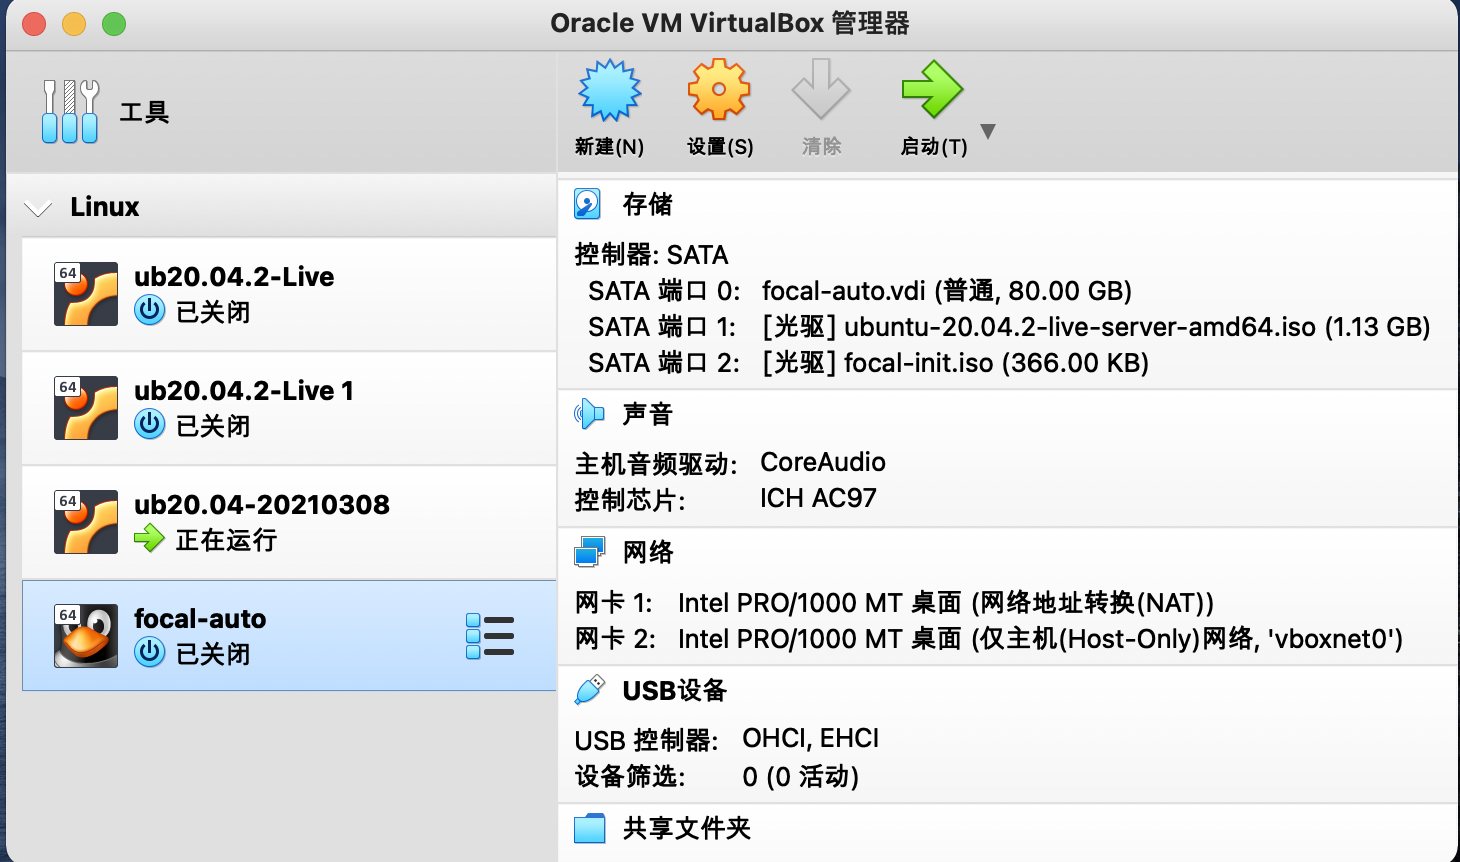 Oracle VM VirtualBox 管理器
工具
新建(N)
设置(S)
清除
启动(T)
Linux
64
ub20.04.2-Live
已关闭
64
ub20.04.2-Live 1
已关闭
64
ub20.04-20210308
正在运行
64
focal-auto
已关闭
存储
控制器: SATA
SATA 端口 0: focal-auto.vdi (普通, 80.00 GB)
SATA 端口 1: [光驱] ubuntu-20.04.2-live-server-amd64.iso (1.13 GB)
SATA 端口 2: [光驱] focal-init.iso (366.00 KB)
声音
主机音频驱动: CoreAudio
控制芯片: ICH AC97
网络
网卡 1: Intel PRO/1000 MT 桌面 (网络地址转换(NAT))
网卡 2: Intel PRO/1000 MT 桌面 (仅主机(Host-Only)网络, 'vboxnet0')
USB设备
USB 控制器: OHCI, EHCI
设备筛选: 0 (0 活动)
共享文件夹